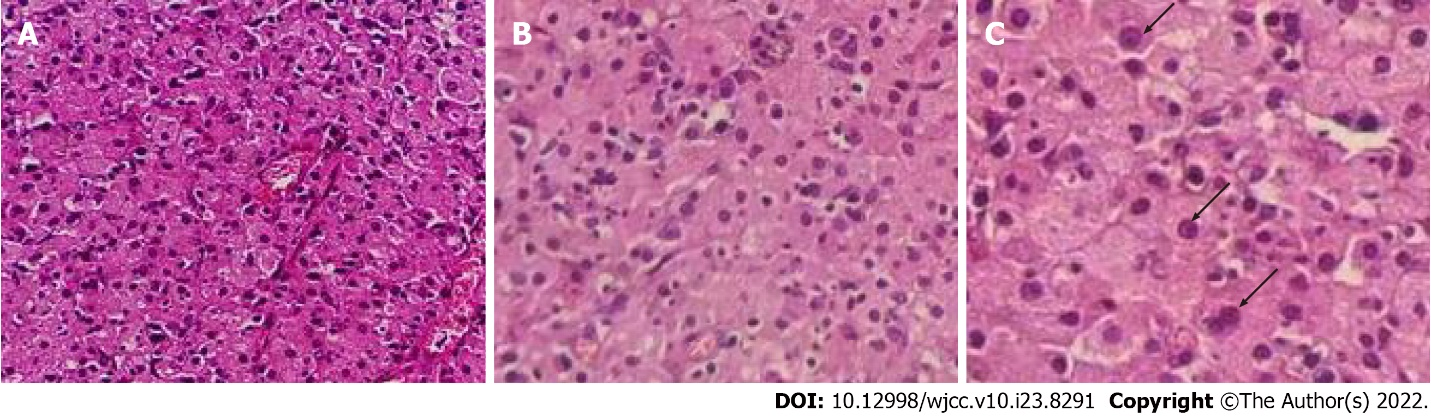 A
B
C
DOI: 10.12998/wjcc.v10.i23.8291 Copyright ©The Author(s) 2022.